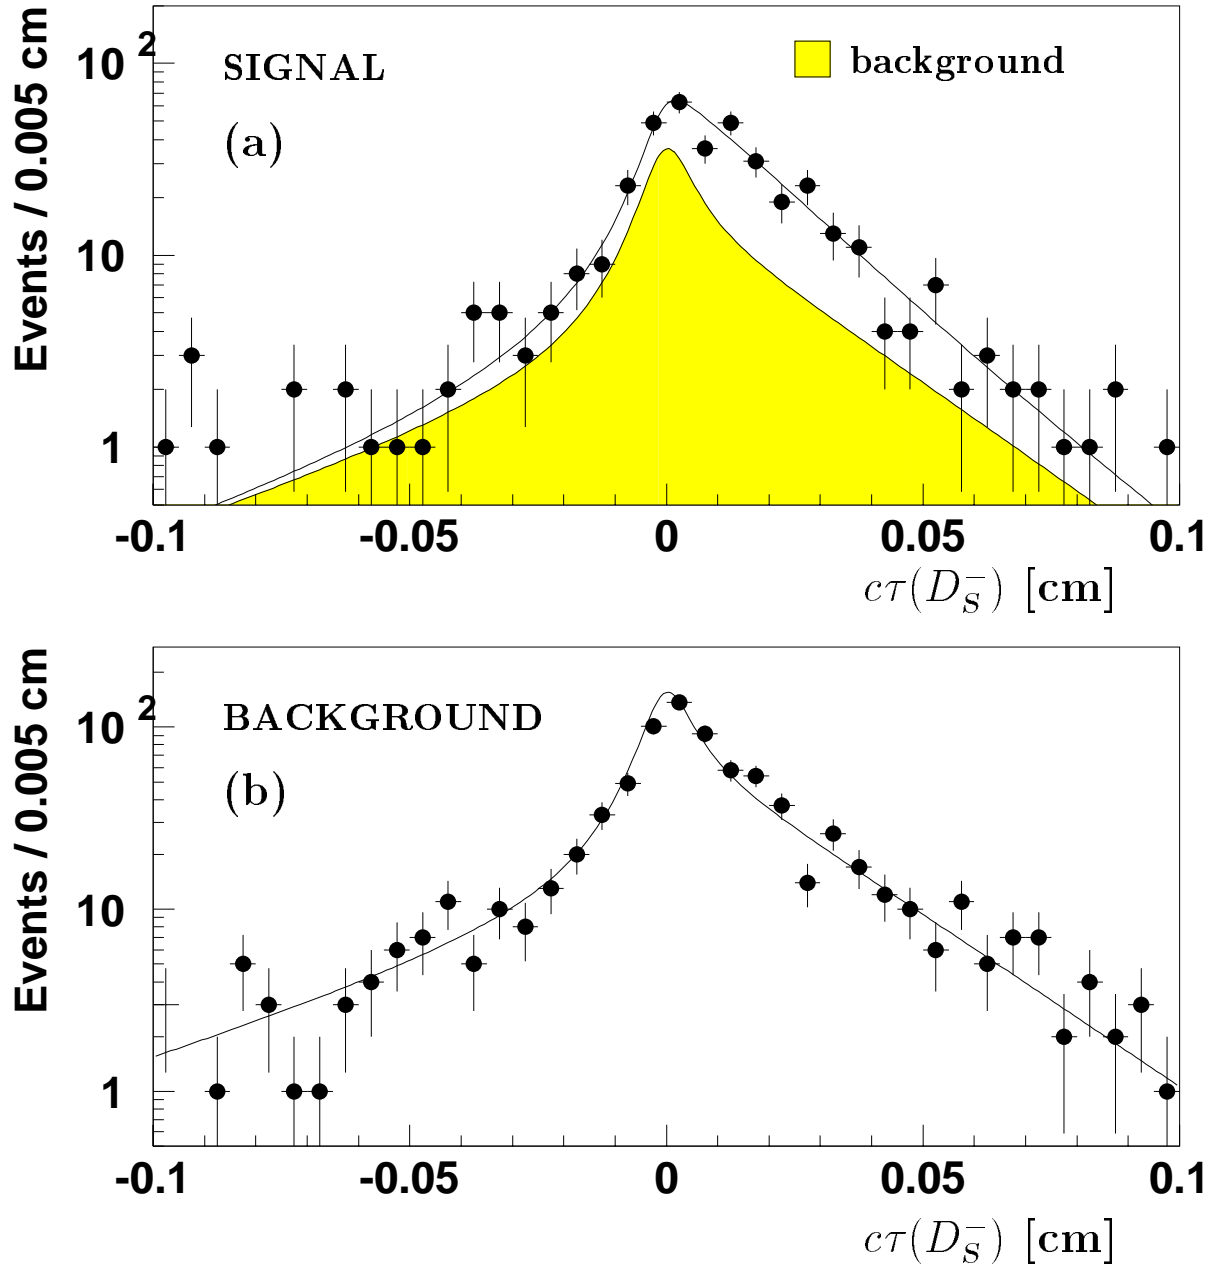 Events / 0.005 cm
10 2
10
1
SIGNAL
(a)
background
-0.1 -0.05 0 0.05 0.1
cτ(D_S^-) [cm]
Events / 0.005 cm
10 2
10
1
BACKGROUND
(b)
-0.1 -0.05 0 0.05 0.1
cτ(D_S^-) [cm]